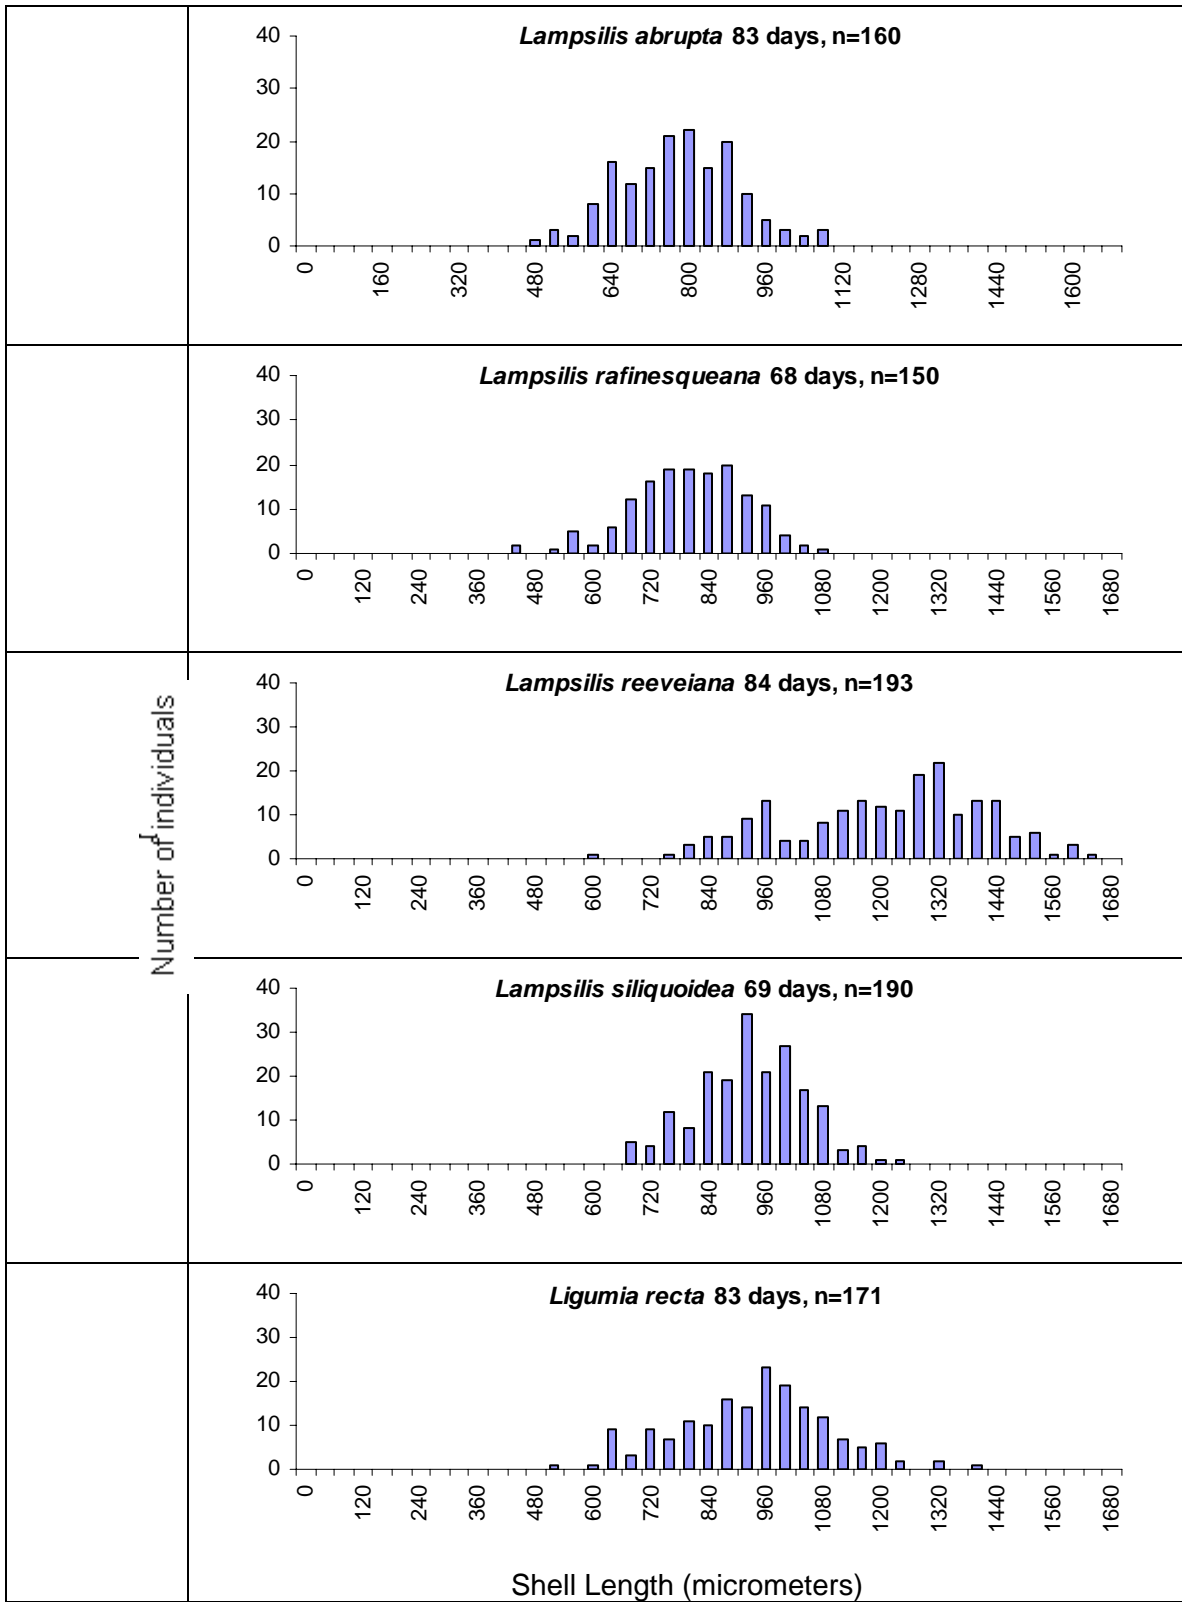 Lampsilis abrupta 83 days, n=160
40
30
20
10
0
0 160 320 480 640 800 960 1120 1280 1440 1600
Lampsilis rafinesqueana 68 days, n=150
40
30
20
10
0
0 120 240 360 480 600 720 840 960 1080 1200 1320 1440 1560 1680
Number of individuals
Lampsilis reeveiana 84 days, n=193
40
30
20
10
0
0 120 240 360 480 600 720 840 960 1080 1200 1320 1440 1560 1680
Lampsilis siliquoidea 69 days, n=190
40
30
20
10
0
0 120 240 360 480 600 720 840 960 1080 1200 1320 1440 1560 1680
Ligumia recta 83 days, n=171
40
30
20
10
0
0 120 240 360 480 600 720 840 960 1080 1200 1320 1440 1560 1680
Shell Length (micrometers)